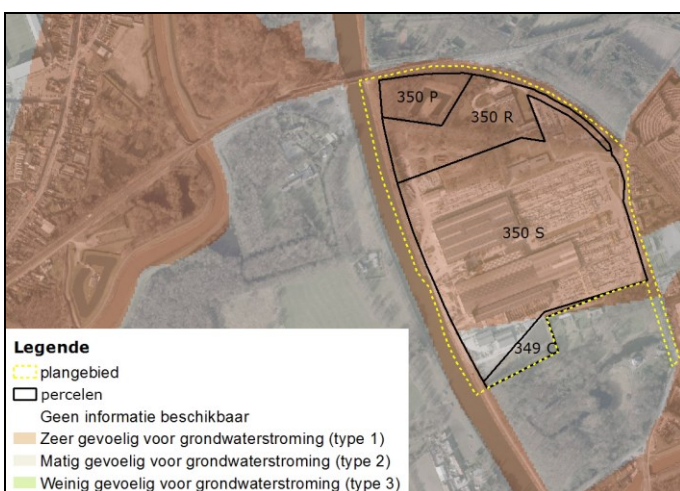 350 P
350 R
350 S
349 C
Legende
plangebied
percelen
Geen informatie beschikbaar
Zeer gevoelig voor grondwaterstroming (type 1)
Matig gevoelig voor grondwaterstroming (type 2)
Weinig gevoelig voor grondwaterstroming (type 3)